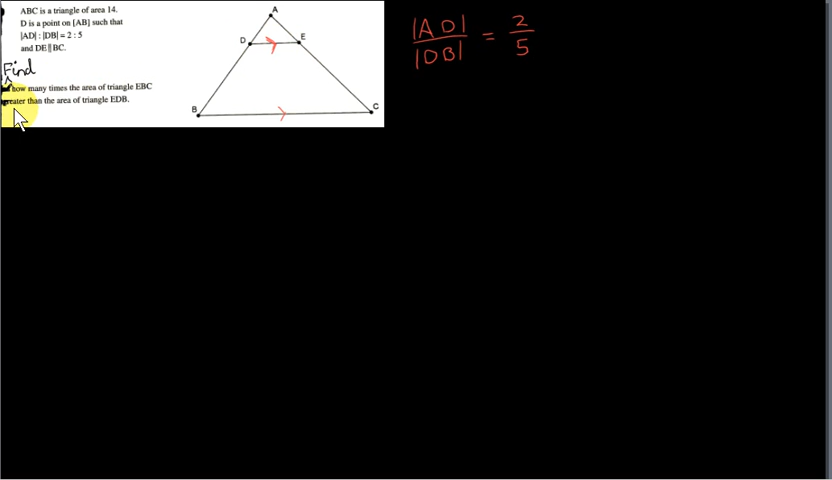 ABC is a triangle of area 14.
D is a point on [AB] such that
|AD| : |DB| = 2 : 5
and DE || BC.
Find
how many times the area of triangle EBC
greater than the area of triangle EDB.
A
D
E
B
C
|AD|
|DB|
=
2
5